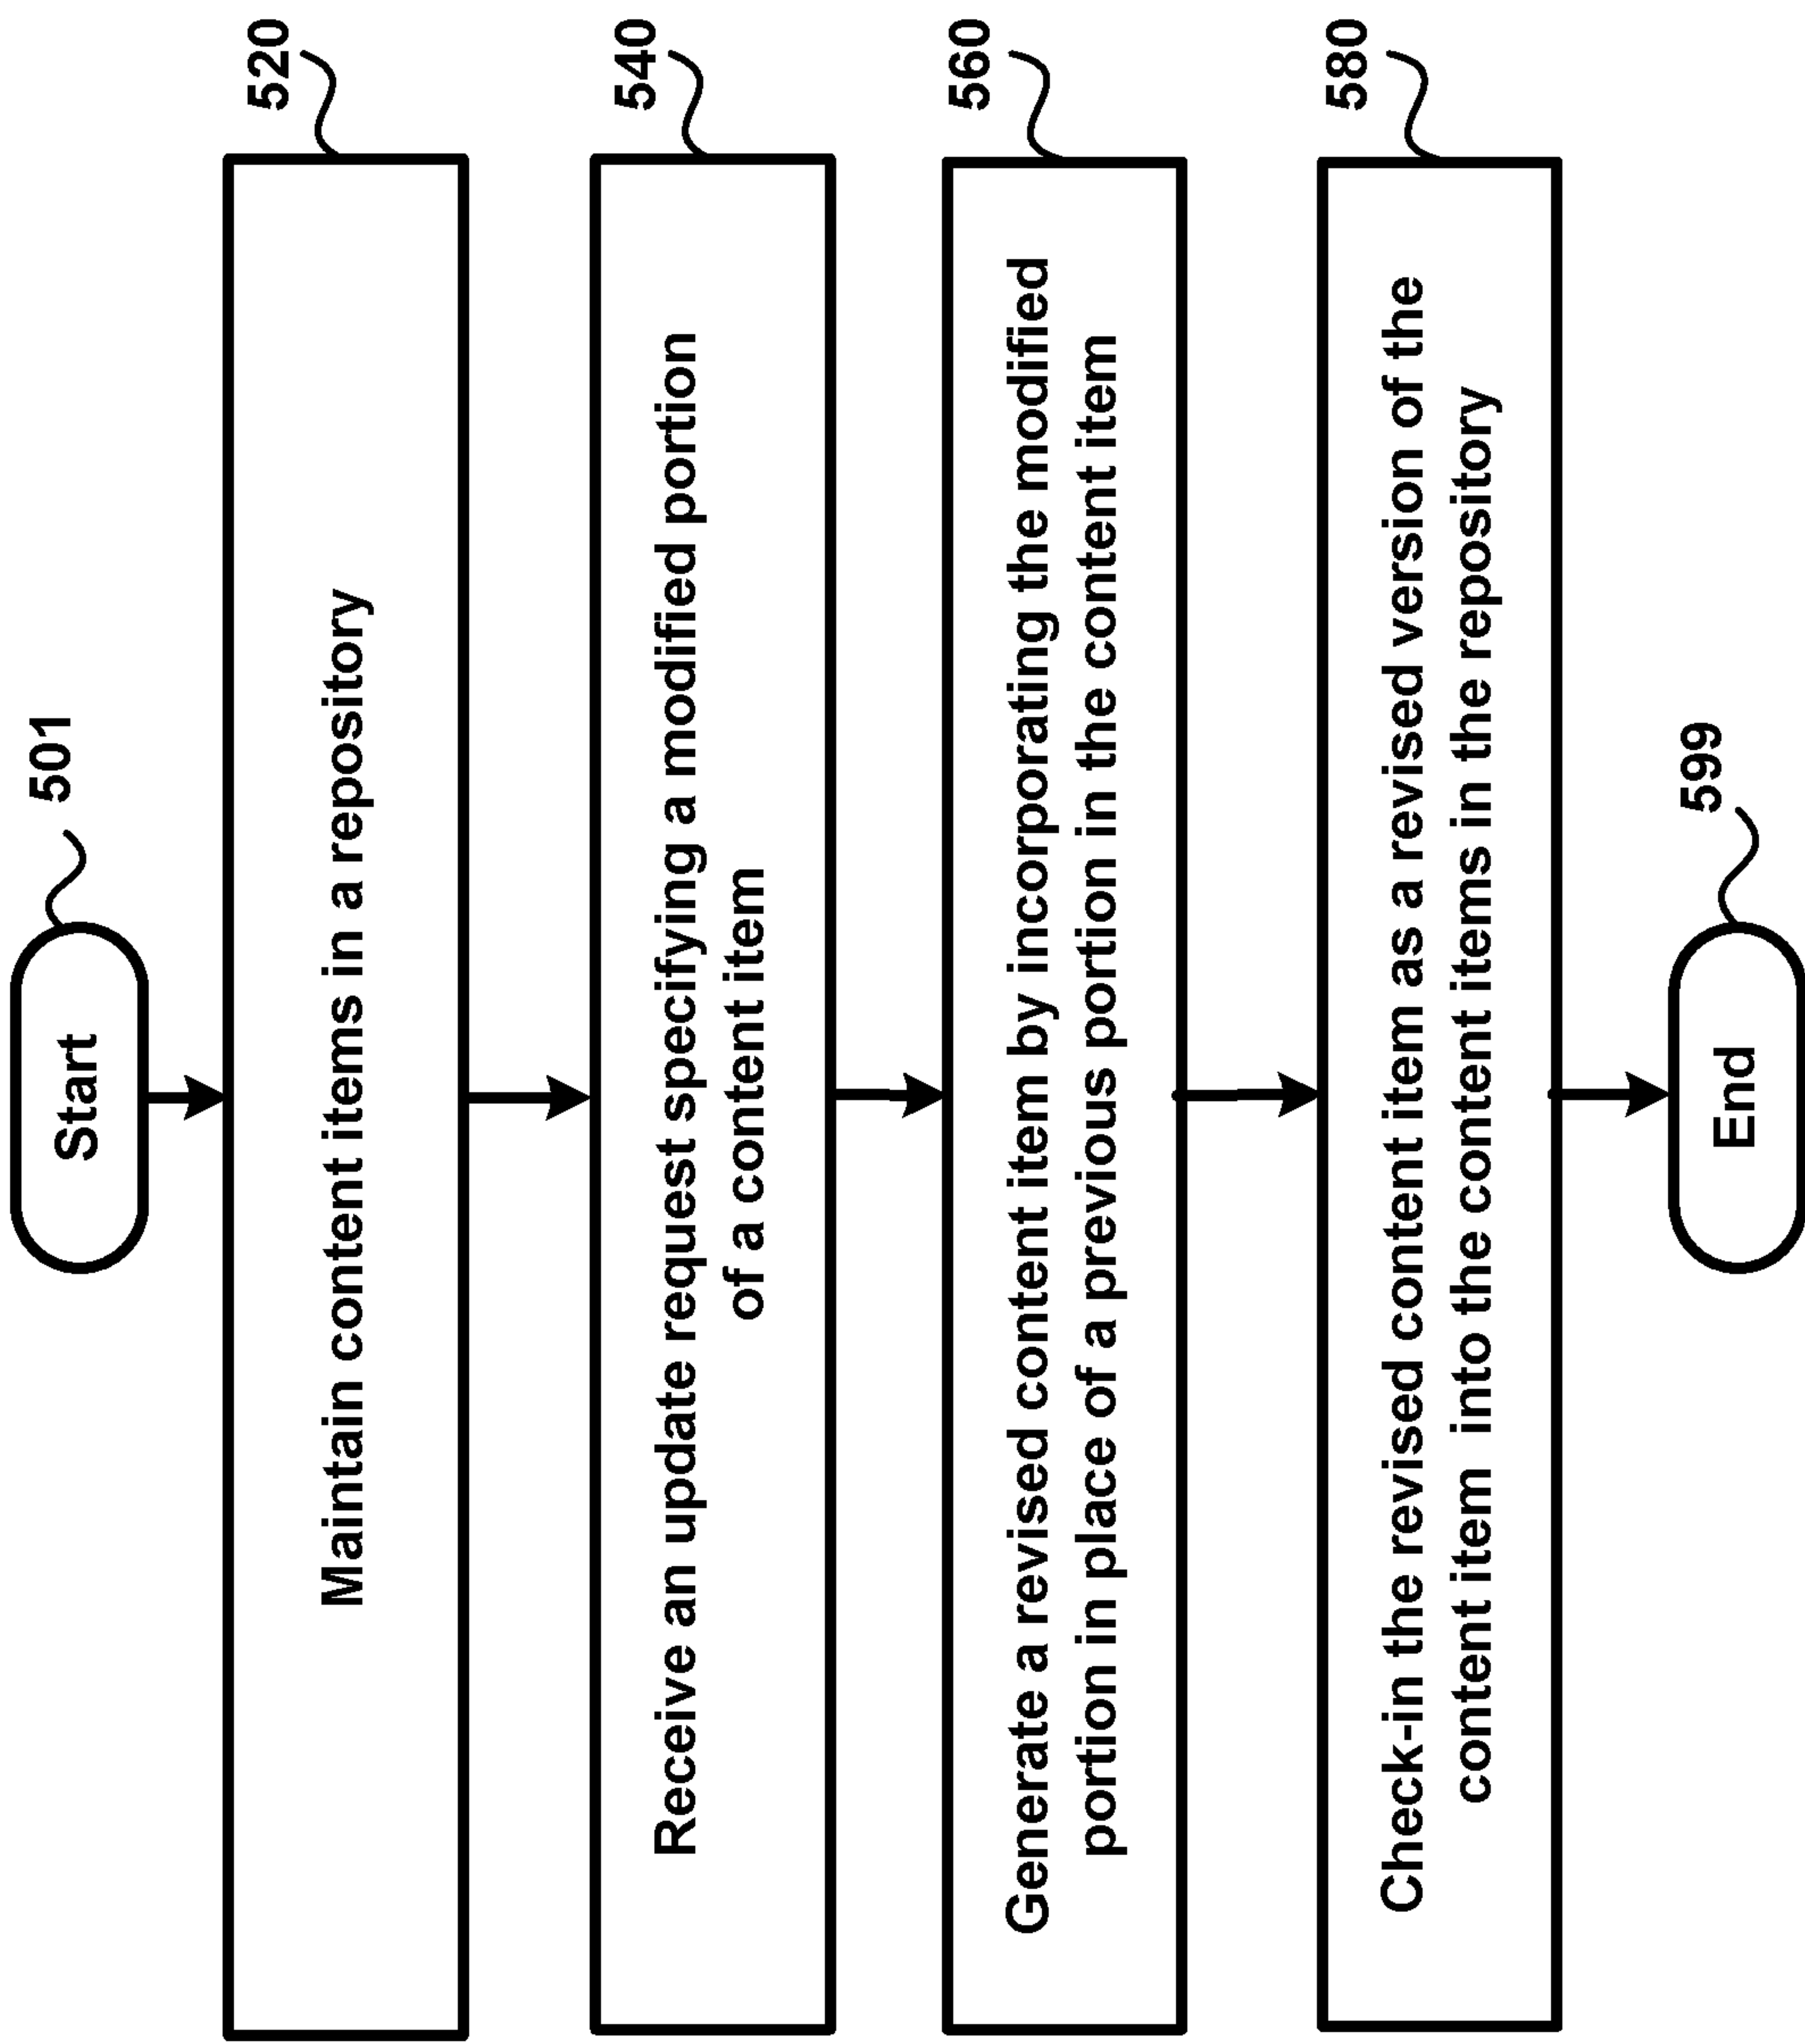 Start
501
Maintain content items in a repository
520
Receive an update request specifying a modified portion
of a content item
540
Generate a revised content item by incorporating the modified
portion in place of a previous portion in the content item
560
Check-in the revised content item as a revised version of the
content item into the content items in the repository
580
End
599